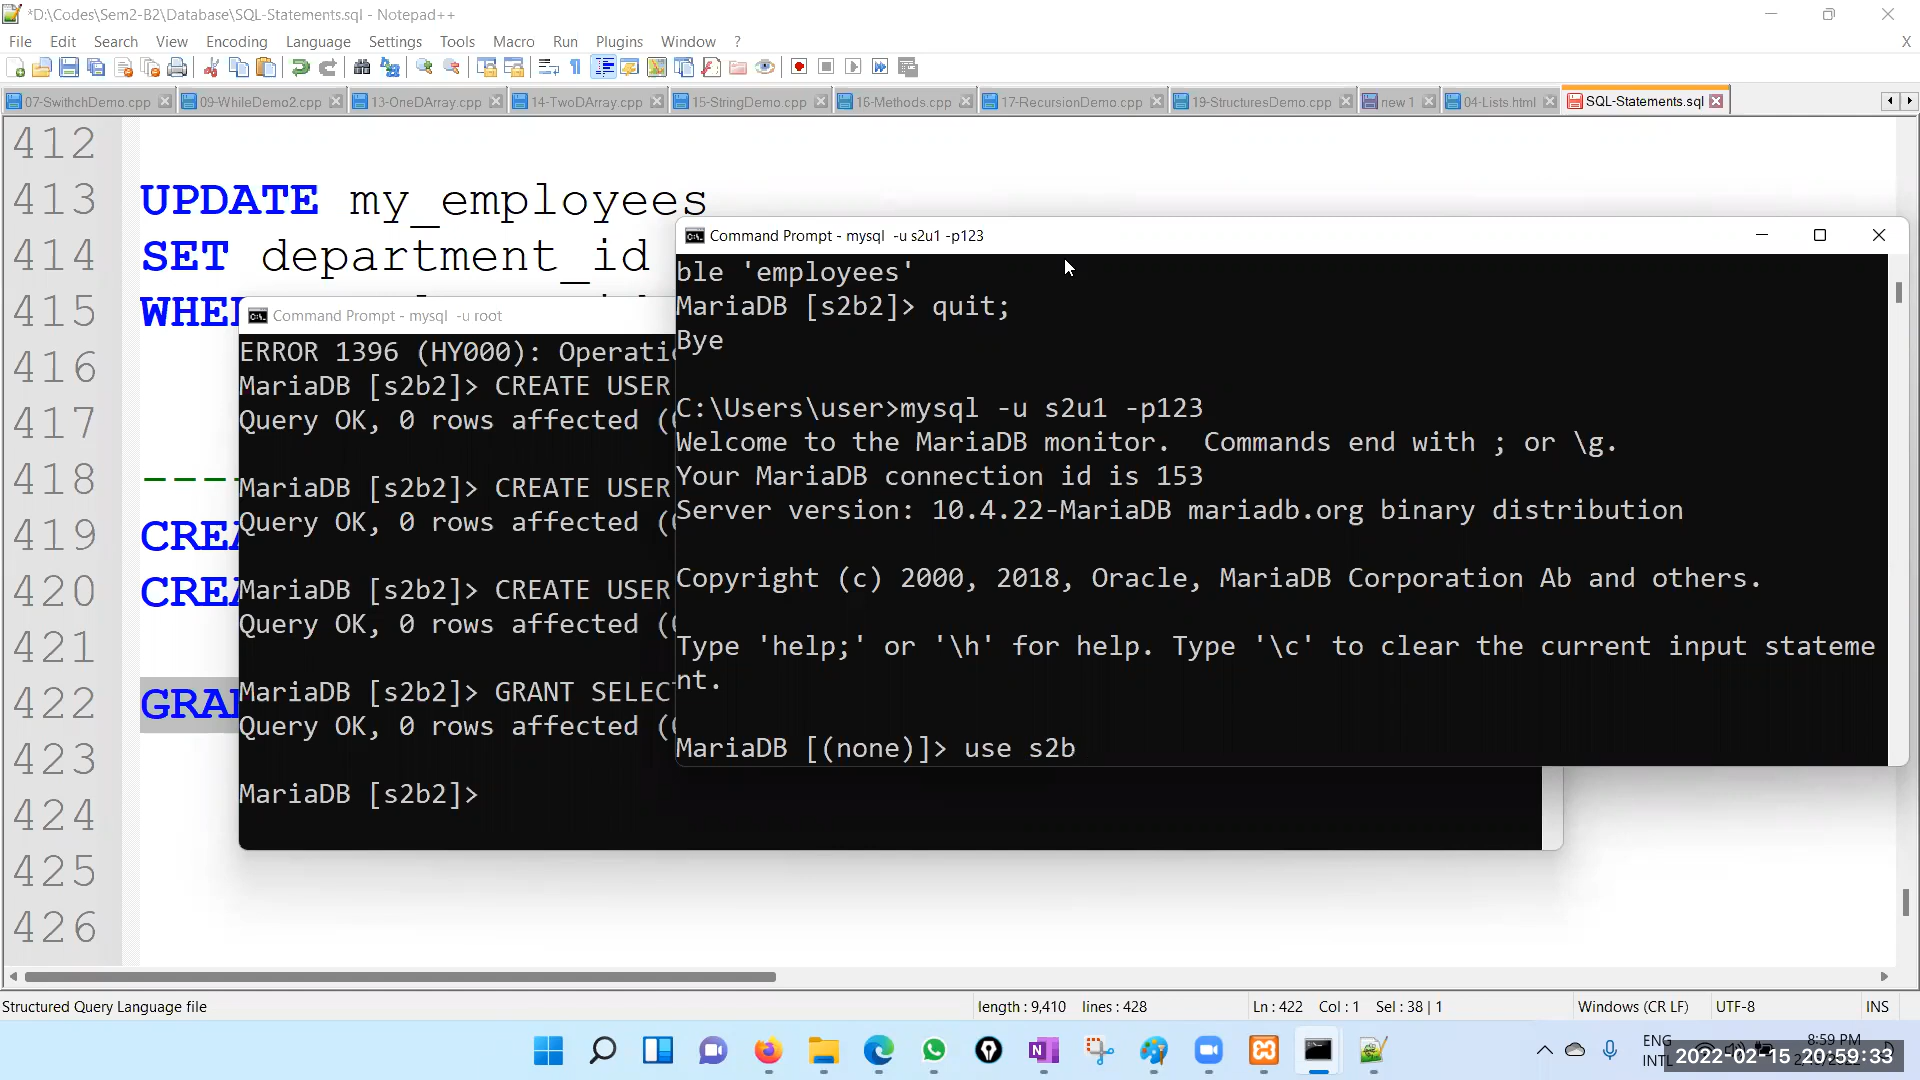 *D:\Codes\Sem2-B2\Database\SQL-Statements.sql - Notepad++
File Edit Search View Encoding Language Settings Tools Macro Run Plugins Window ? X
07-SwithchDemo.cpp 09-WhileDemo2.cpp 13-OneDArray.cpp 14-TwoDArray.cpp 15-StringDemo.cpp 16-Methods.cpp 17-RecursionDemo.cpp 19-StructuresDemo.cpp new 1 04-Lists.html SQL-Statements.sql
412
413 UPDATE my_employees
414 SET department_id
415 WHE
416
417
418 ----
419 CREA
420 CREA
421
422 GRAN
423
424
425
426
Command Prompt - mysql -u root
ERROR 1396 (HY000): Operati
MariaDB [s2b2]> CREATE USER
Query OK, 0 rows affected (
MariaDB [s2b2]> CREATE USER
Query OK, 0 rows affected (
MariaDB [s2b2]> CREATE USER
Query OK, 0 rows affected (
MariaDB [s2b2]> GRANT SELEC
Query OK, 0 rows affected (
MariaDB [s2b2]>
Command Prompt - mysql -u s2u1 -p123
ble 'employees'
MariaDB [s2b2]> quit;
Bye
C:\Users\user>mysql -u s2u1 -p123
Welcome to the MariaDB monitor.  Commands end with ; or \g.
Your MariaDB connection id is 153
Server version: 10.4.22-MariaDB mariadb.org binary distribution
Copyright (c) 2000, 2018, Oracle, MariaDB Corporation Ab and others.
Type 'help;' or '\h' for help. Type '\c' to clear the current input stateme
nt.
MariaDB [(none)]> use s2b
Structured Query Language file length : 9,410 lines : 428 Ln : 422 Col : 1 Sel : 38 | 1 Windows (CR LF) UTF-8 INS
ENG
INTL
8:59 PM
2022-02-15 20:59:33